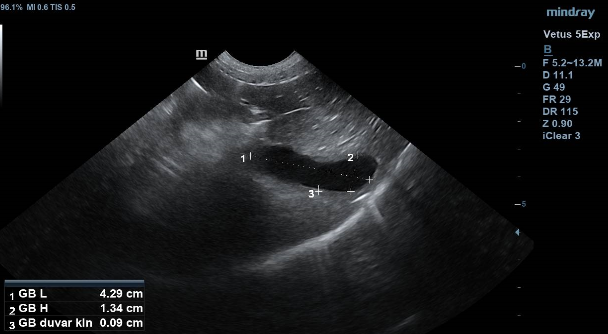 96.1% MI 0.6 TIS 0.5
mindray
Vetus 5Exp
B
F 5.2~13.2M
D 11.1
G 49
FR 29
DR 115
Z 0.90
iClear 3
m
0
5
1
2
3
1 GB L 4.29 cm
2 GB H 1.34 cm
3 GB duvar kln 0.09 cm